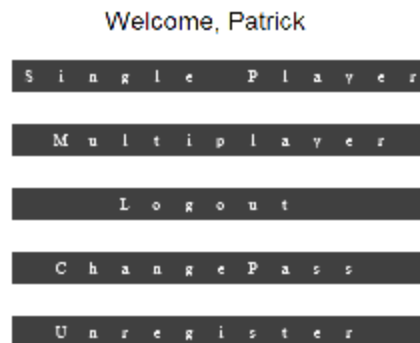 Welcome, Patrick
Single Player
Multiplayer
Logout
ChangePass
Unregister